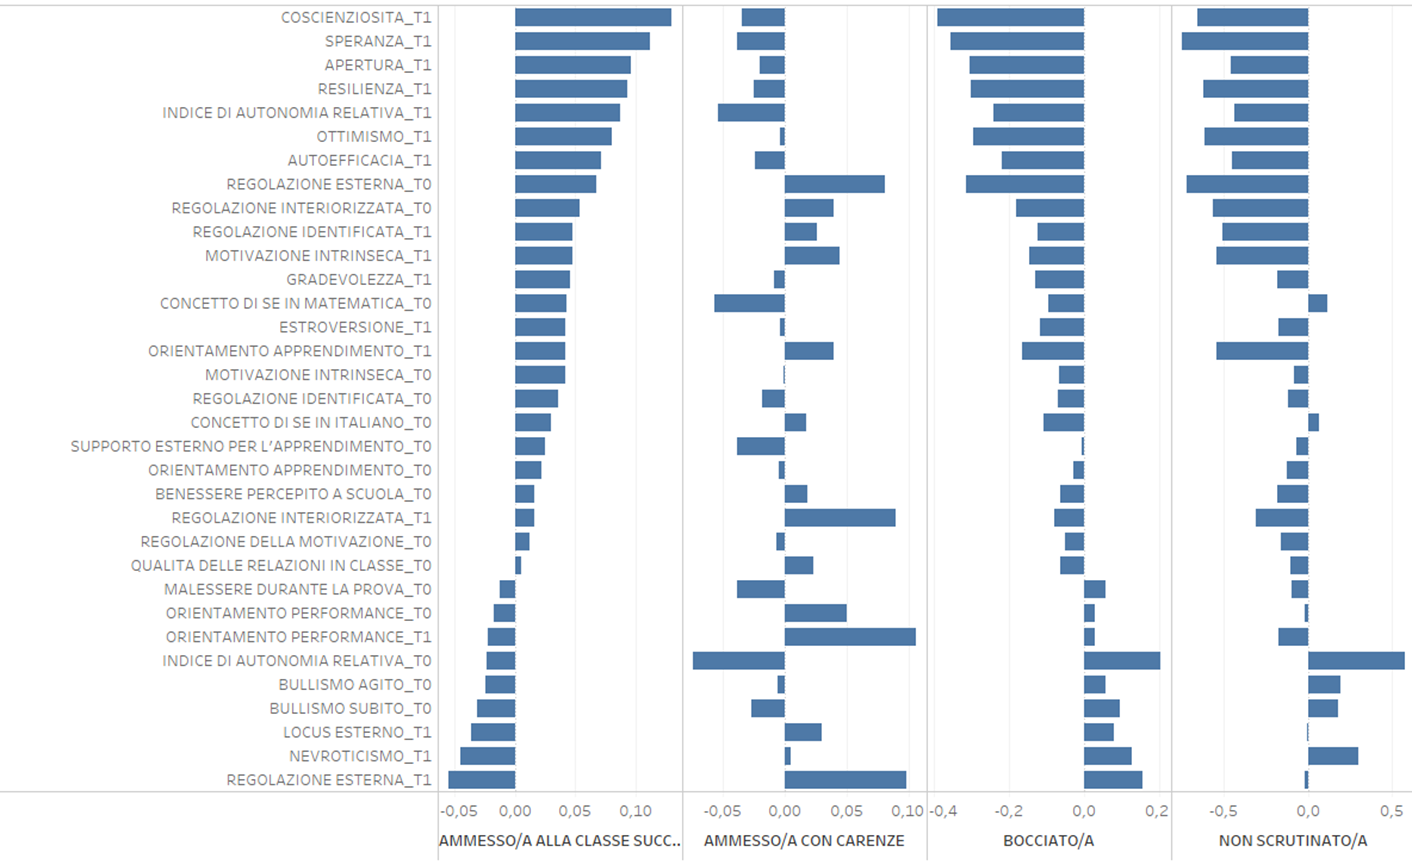 COSCIENZIOSITA_T1
SPERANZA_T1
APERTURA_T1
RESILIENZA_T1
INDICE DI AUTONOMIA RELATIVA_T1
OTTIMISMO_T1
AUTOEFFICACIA_T1
REGOLAZIONE ESTERNA_T0
REGOLAZIONE INTERIORIZZATA_T0
REGOLAZIONE IDENTIFICATA_T1
MOTIVAZIONE INTRINSECA_T1
GRADEVOLEZZA_T1
CONCETTO DI SE IN MATEMATICA_T0
ESTROVERSIONE_T1
ORIENTAMENTO APPRENDIMENTO_T1
MOTIVAZIONE INTRINSECA_T0
REGOLAZIONE IDENTIFICATA_T0
CONCETTO DI SE IN ITALIANO_T0
SUPPORTO ESTERNO PER L’APPRENDIMENTO_T0
ORIENTAMENTO APPRENDIMENTO_T0
BENESSERE PERCEPITO A SCUOLA_T0
REGOLAZIONE INTERIORIZZATA_T1
REGOLAZIONE DELLA MOTIVAZIONE_T0
QUALITA DELLE RELAZIONI IN CLASSE_T0
MALESSERE DURANTE LA PROVA_T0
ORIENTAMENTO PERFORMANCE_T0
ORIENTAMENTO PERFORMANCE_T1
INDICE DI AUTONOMIA RELATIVA_T0
BULLISMO AGITO_T0
BULLISMO SUBITO_T0
LOCUS ESTERNO_T1
NEVROTICISMO_T1
REGOLAZIONE ESTERNA_T1
-0,05 0,00 0,05 0,10 -0,05 0,00 0,05 0,10 -0,4 -0,2 0,0 0,2 -0,5 0,0 0,5
AMMESSO/A ALLA CLASSE SUCC.. AMMESSO/A CON CARENZE BOCCIATO/A NON SCRUTINATO/A